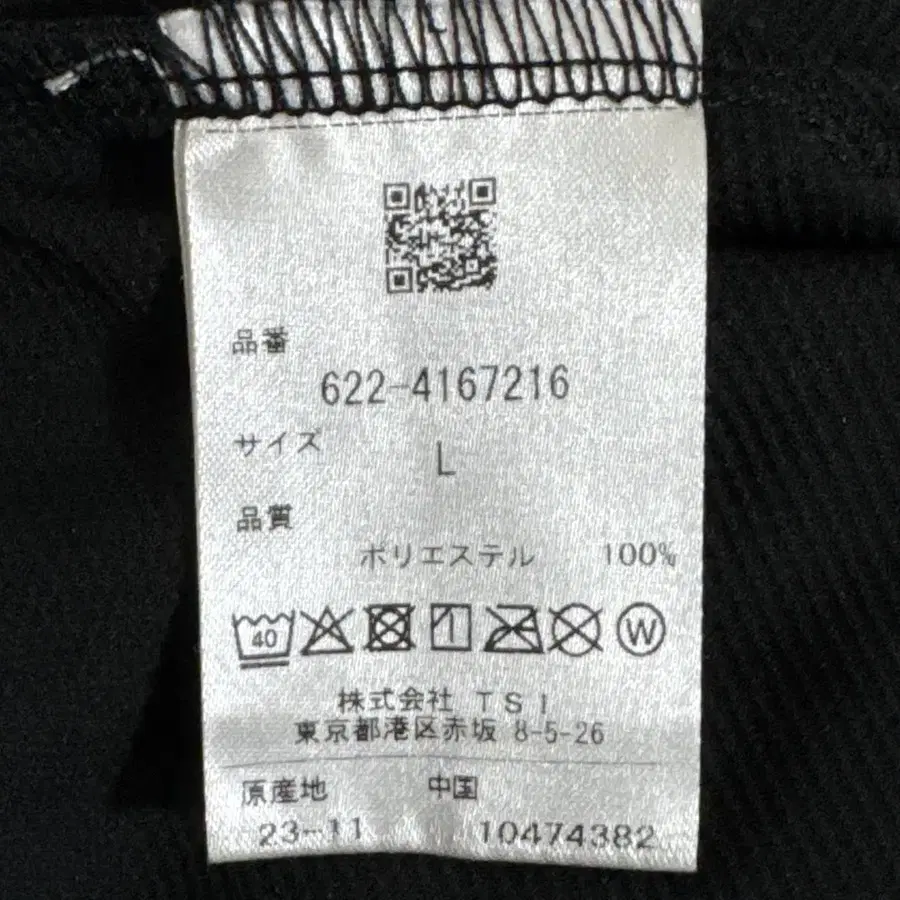 品番
622-4167216
サイズ
L
品質
ポリエステル 100%
40 W
株式会社 TSI
東京都港区赤坂 8-5-26
原産地 中国
23-11 10474382